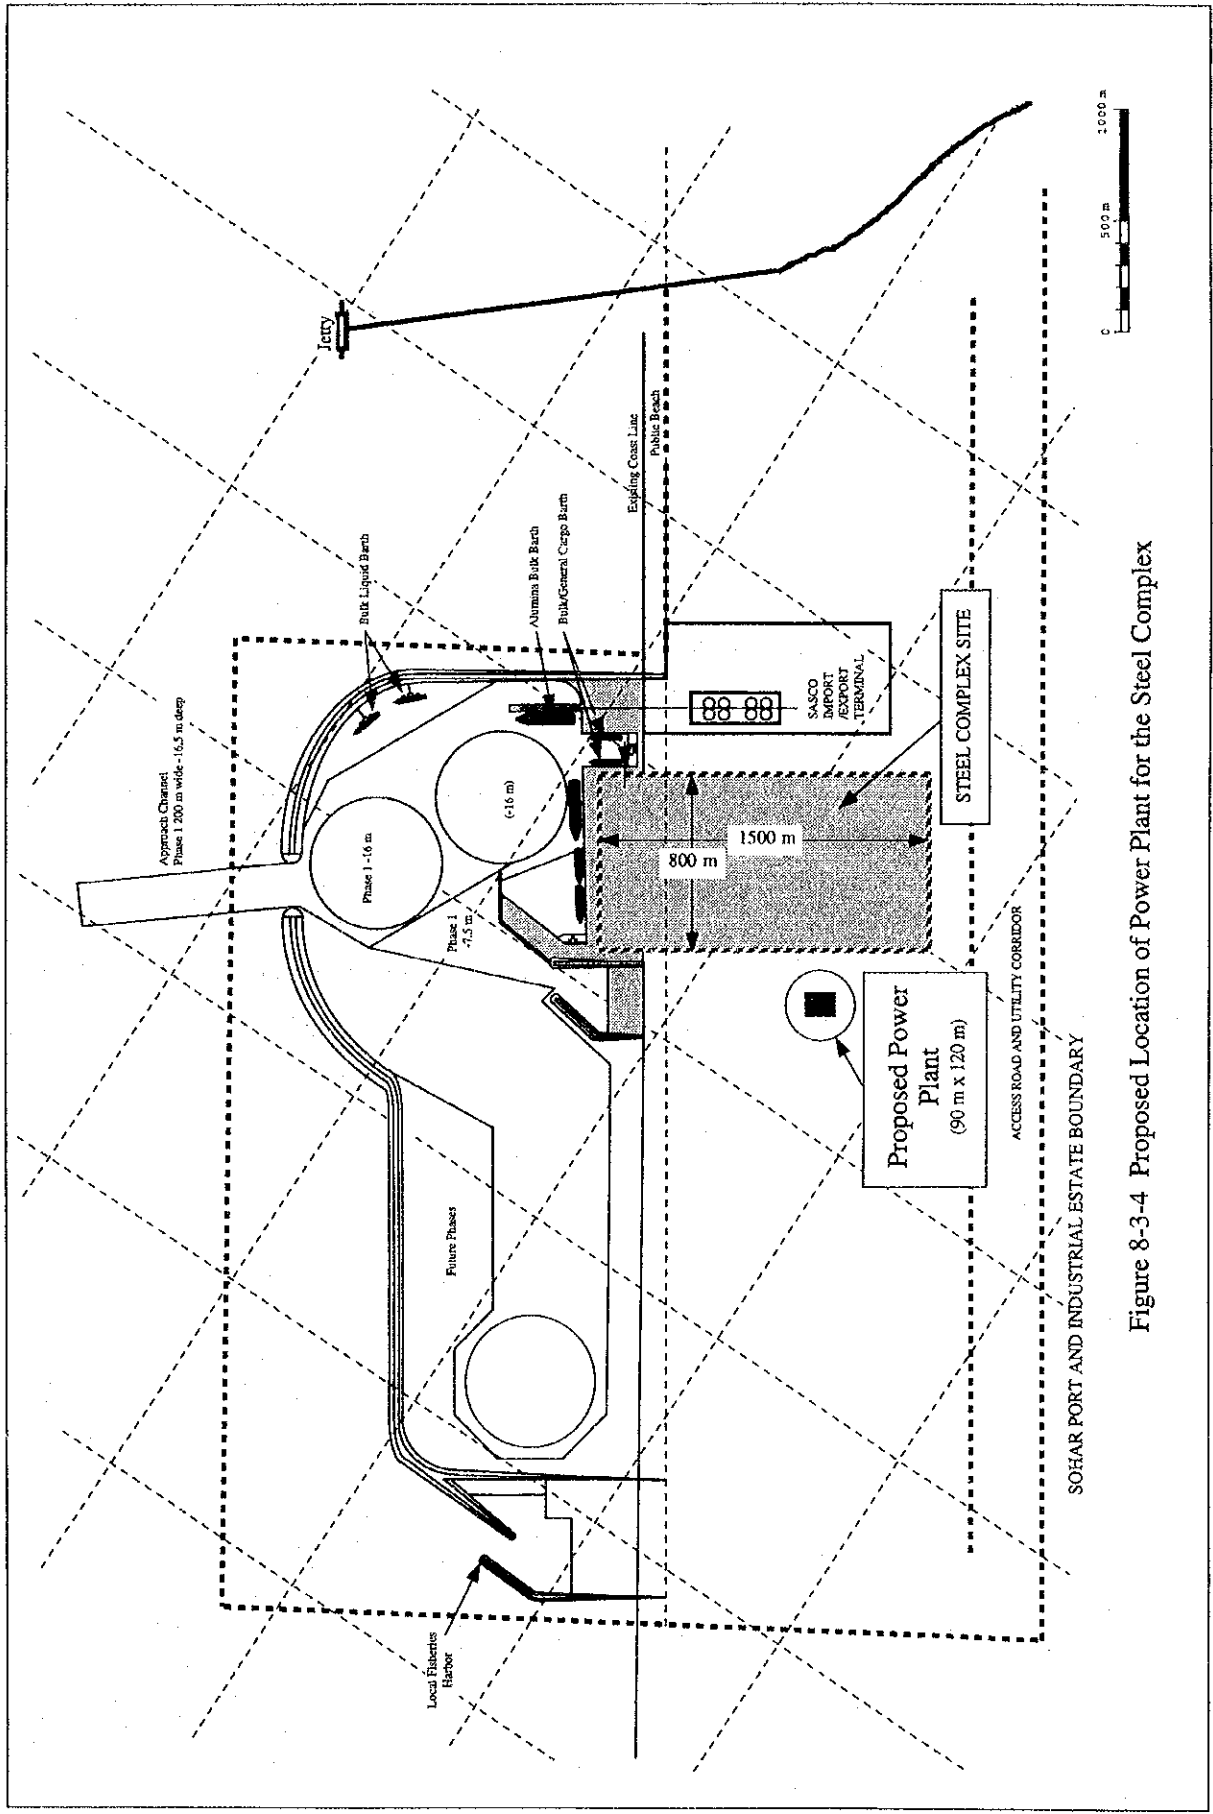 Jetty
Approach Channel
Phase 1 200 m wide -16.5 m deep
Bulk Liquid Barth
Alumina Bulk Barth
Bulk/General Cargo Barth
Existing Coast Line
Public Beach
Phase 1 -16 m
(-16 m)
Phase 1
-7.5 m
Future Phases
Local Fisheries
Harbor
SASCO
IMPORT
/EXPORT
TERMINAL
1500 m
800 m
STEEL COMPLEX SITE
Proposed Power
Plant
(90 m x 120 m)
ACCESS ROAD AND UTILITY CORRIDOR
SOHAR PORT AND INDUSTRIAL ESTATE BOUNDARY
0 500 m 1000 m
Figure 8-3-4 Proposed Location of Power Plant for the Steel Complex